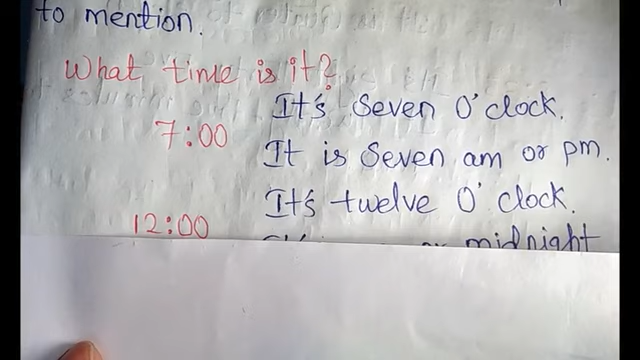 to mention.
What time is it?
7:00 It's Seven O'clock.
It is Seven am or pm.
12:00 It's twelve O'clock.
midnight